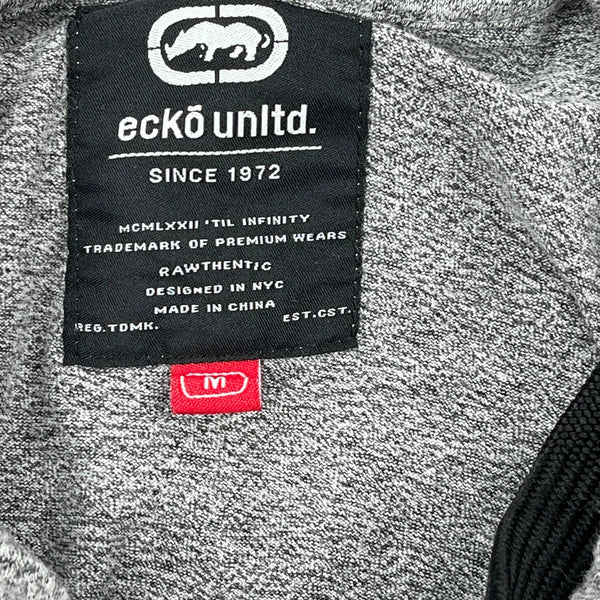 eckō unltd.
SINCE 1972
MCMLXXII 'TIL INFINITY
TRADEMARK OF PREMIUM WEARS
RAWTHENTIC
DESIGNED IN NYC
MADE IN CHINA
REG.TDMK. EST.CST.
M